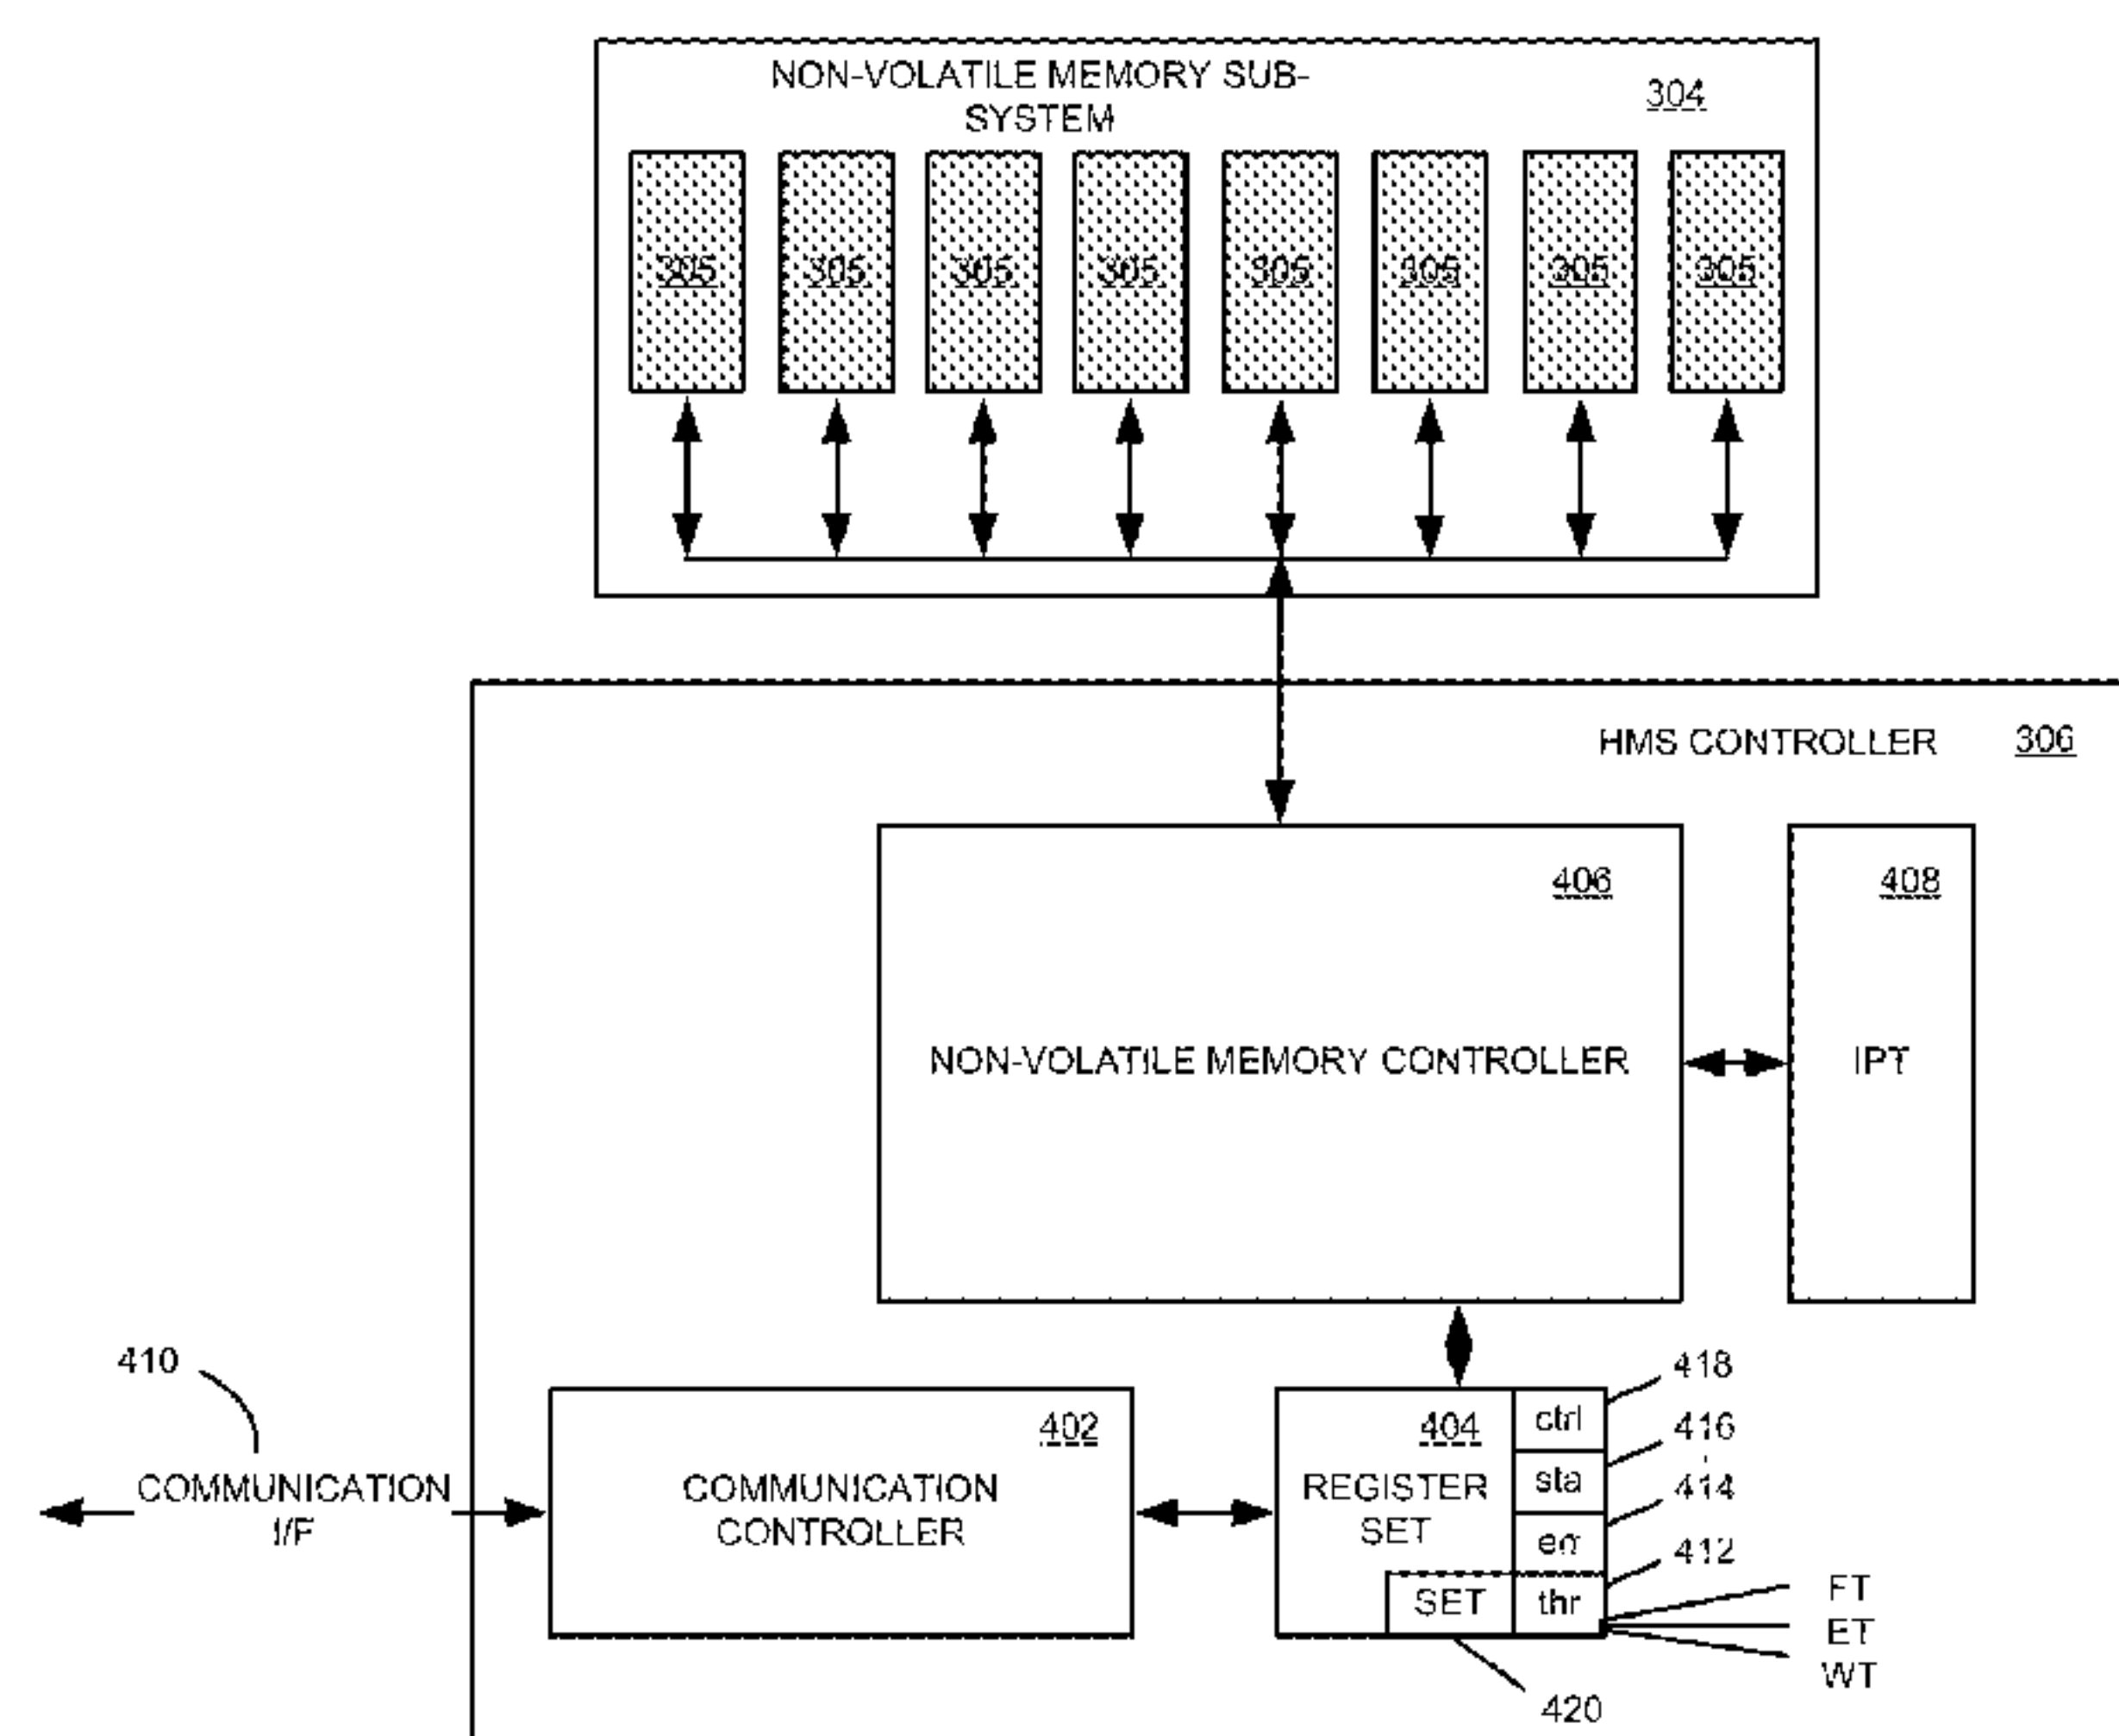 NON-VOLATILE MEMORY SUB-
SYSTEM
304
305 305 305 305 305 305 305 305
HMS CONTROLLER 306
406
NON-VOLATILE MEMORY CONTROLLER
408
IPT
410
COMMUNICATION
I/F
402
COMMUNICATION
CONTROLLER
404
REGISTER
SET
ctrl
sta
err
thr
SET
418
416
414
412
FT
ET
WT
420